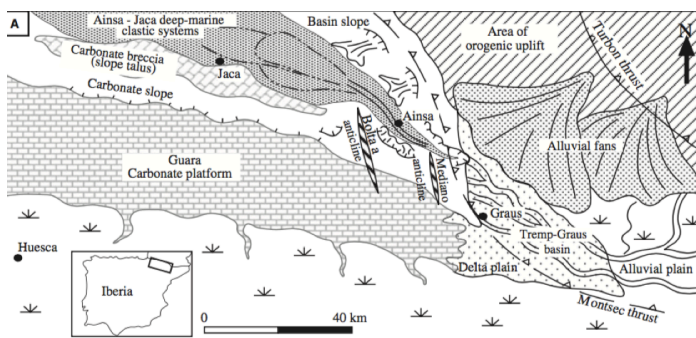 A
Ainsa - Jaca deep-marine
clastic systems
Basin slope
Area of
orogenic uplift
Turbon thrust
N
Carbonate breccia
(slope talus)
Jaca
Carbonate slope
Ainsa
Bolta a
anticline
Mediano
anticline
Alluvial fans
Guara
Carbonate platform
Graus
Tremp-Graus
basin
Huesca
Delta plain
Alluvial plain
Iberia
Montsec thrust
0
40 km